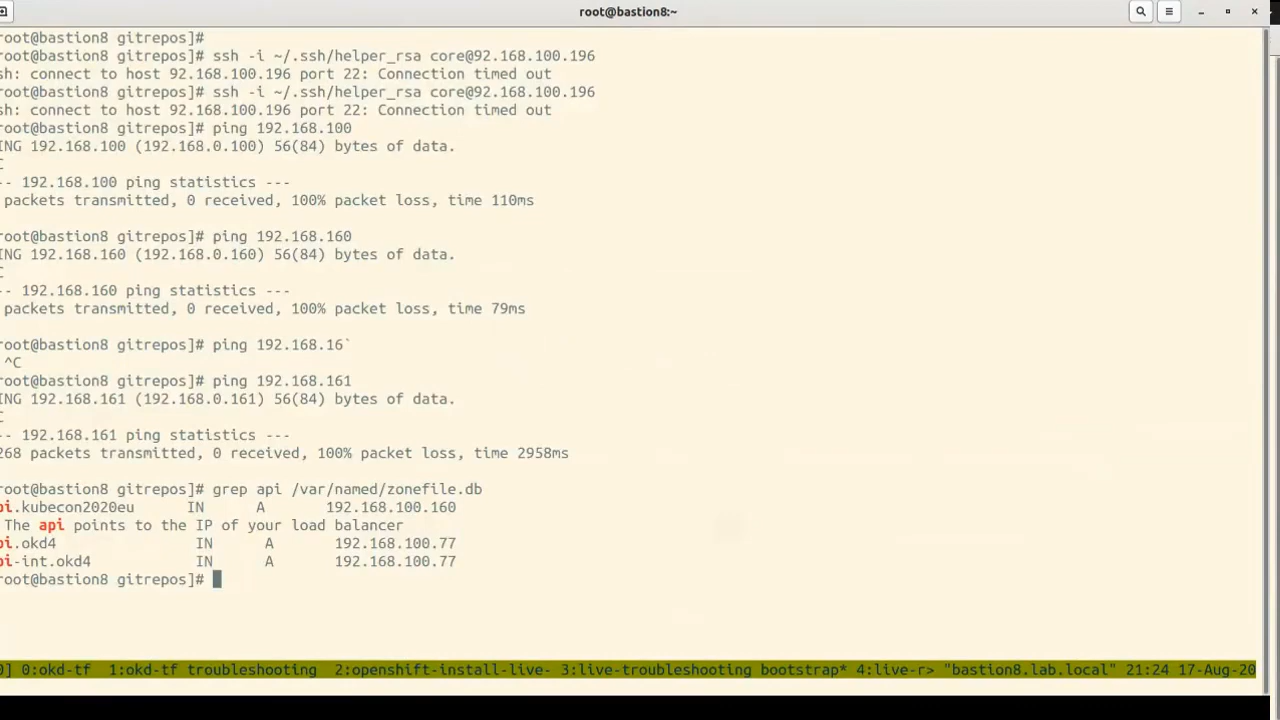 root@bastion8:~
root@bastion8 gitrepos]#
root@bastion8 gitrepos]# ssh -i ~/.ssh/helper_rsa core@92.168.100.196
sh: connect to host 92.168.100.196 port 22: Connection timed out
root@bastion8 gitrepos]# ssh -i ~/.ssh/helper_rsa core@92.168.100.196
sh: connect to host 92.168.100.196 port 22: Connection timed out
root@bastion8 gitrepos]# ping 192.168.100
ING 192.168.100 (192.168.0.100) 56(84) bytes of data.
C
-- 192.168.100 ping statistics ---
packets transmitted, 0 received, 100% packet loss, time 110ms
root@bastion8 gitrepos]# ping 192.168.160
ING 192.168.160 (192.168.0.160) 56(84) bytes of data.
C
-- 192.168.160 ping statistics ---
packets transmitted, 0 received, 100% packet loss, time 79ms
root@bastion8 gitrepos]# ping 192.168.16`
^C
root@bastion8 gitrepos]# ping 192.168.161
ING 192.168.161 (192.168.0.161) 56(84) bytes of data.
C
-- 192.168.161 ping statistics ---
268 packets transmitted, 0 received, 100% packet loss, time 2958ms
root@bastion8 gitrepos]# grep api /var/named/zonefile.db
pi.kubecon2020eu IN A 192.168.100.160
The api points to the IP of your load balancer
pi.okd4 IN A 192.168.100.77
pi-int.okd4 IN A 192.168.100.77
root@bastion8 gitrepos]#
0] 0:okd-tf 1:okd-tf troubleshooting 2:openshift-install-live- 3:live-troubleshooting bootstrap* 4:live-r> "bastion8.lab.local" 21:24 17-Aug-20